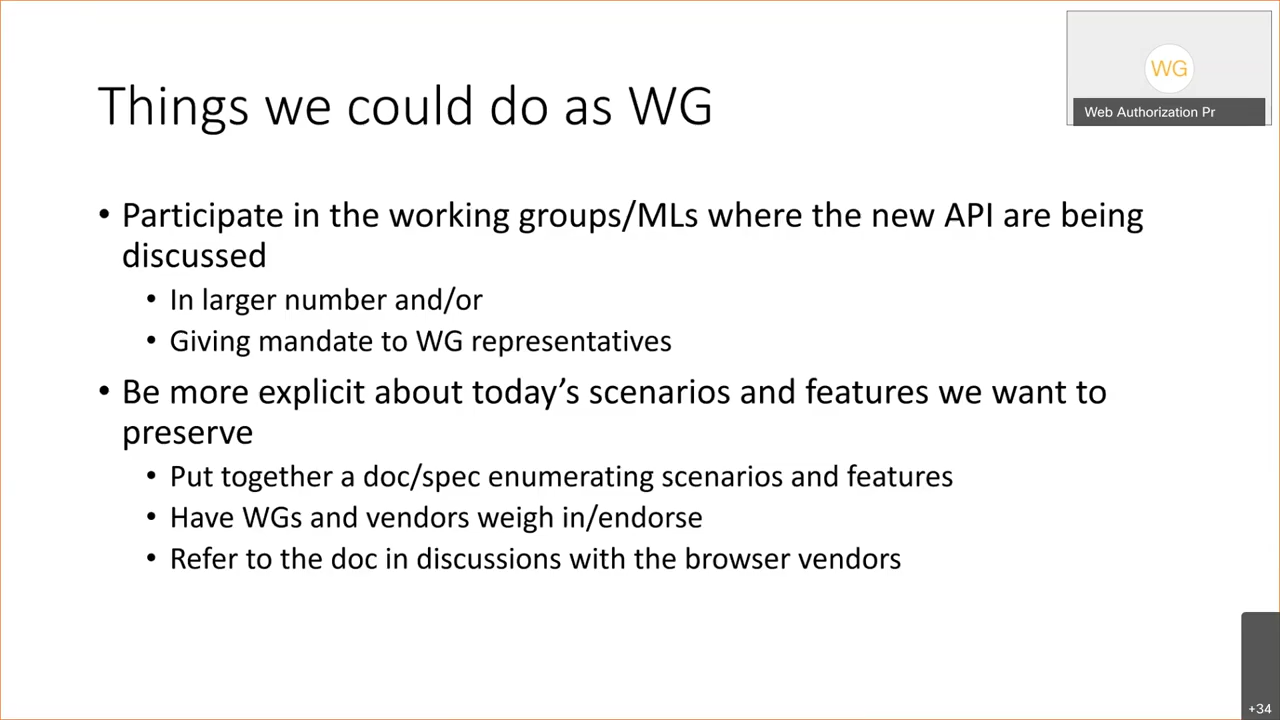 Things we could do as WG
WG
Web Authorization Pr
• Participate in the working groups/MLs where the new API are being
discussed
• In larger number and/or
• Giving mandate to WG representatives
• Be more explicit about today’s scenarios and features we want to
preserve
• Put together a doc/spec enumerating scenarios and features
• Have WGs and vendors weigh in/endorse
• Refer to the doc in discussions with the browser vendors
+34